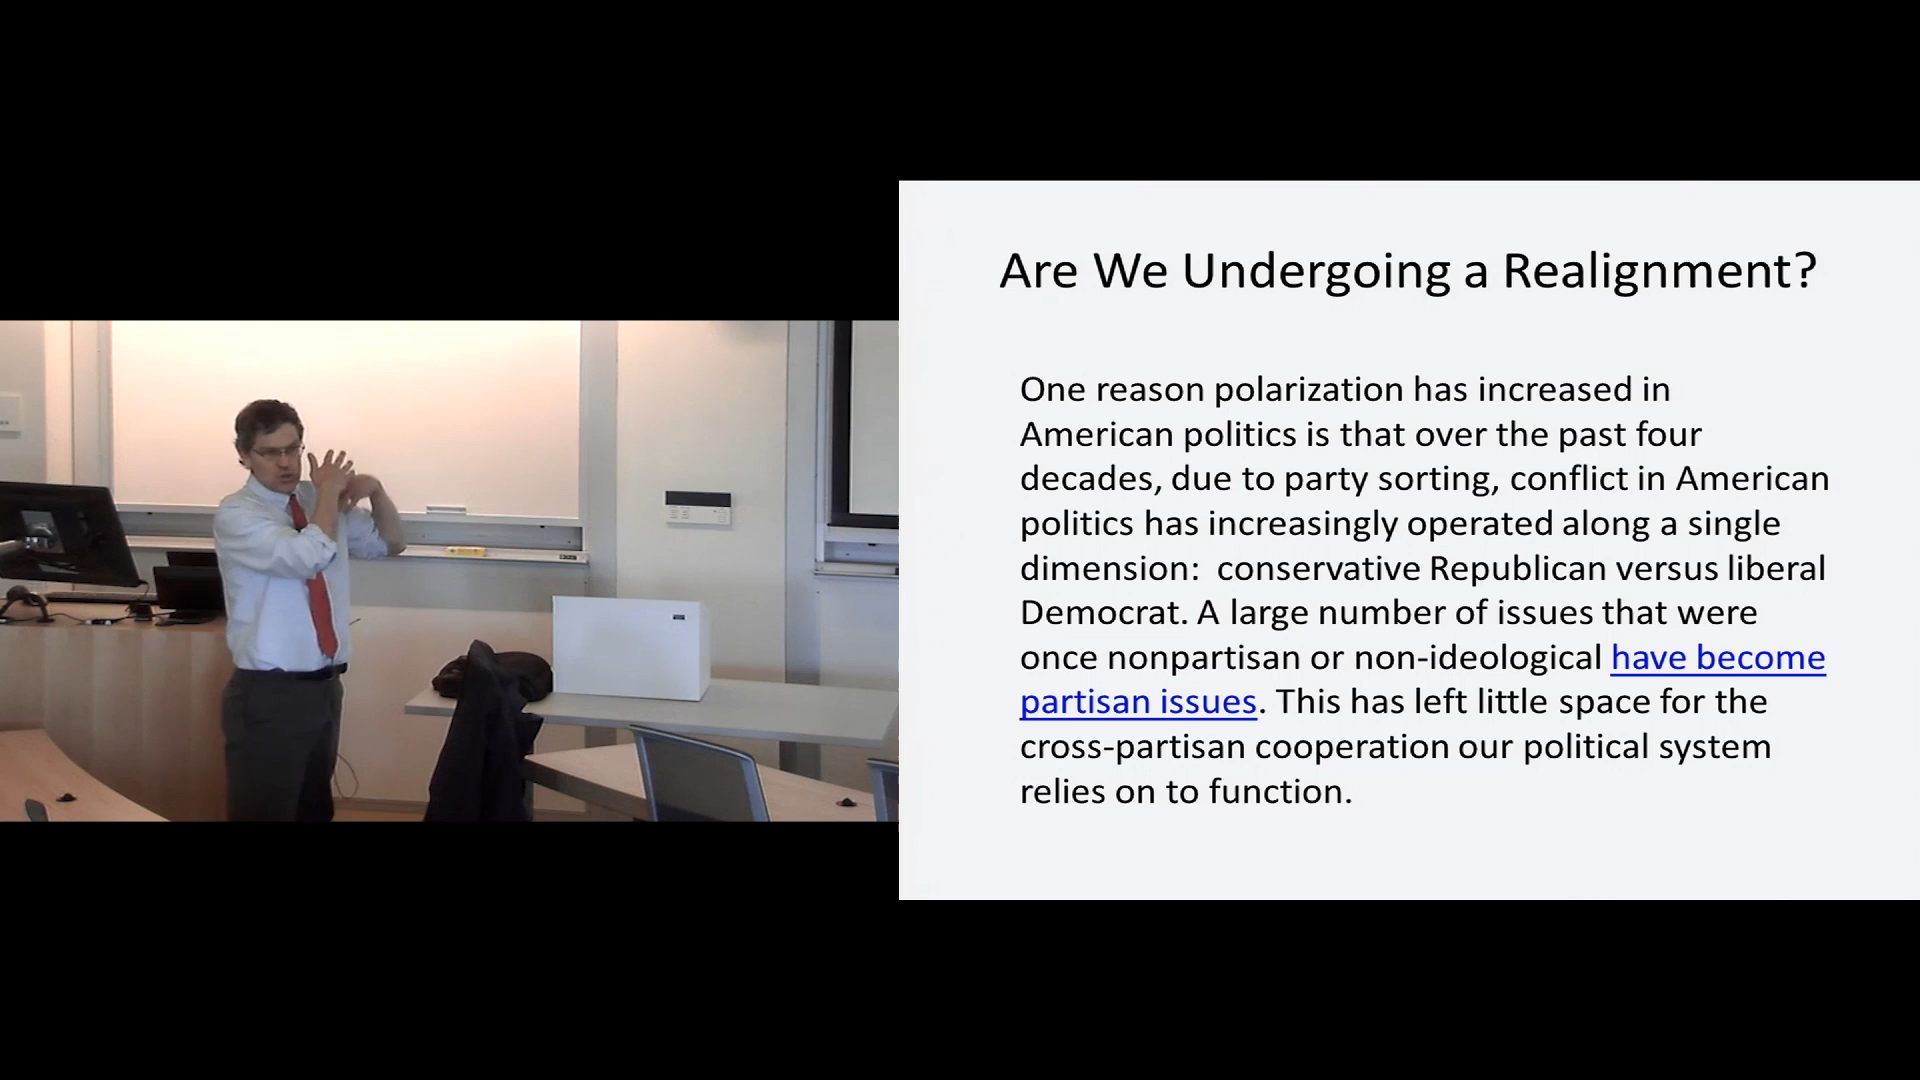 Are We Undergoing a Realignment?
One reason polarization has increased in
American politics is that over the past four
decades, due to party sorting, conflict in American
politics has increasingly operated along a single
dimension:  conservative Republican versus liberal
Democrat. A large number of issues that were
once nonpartisan or non-ideological have become
partisan issues. This has left little space for the
cross-partisan cooperation our political system
relies on to function.